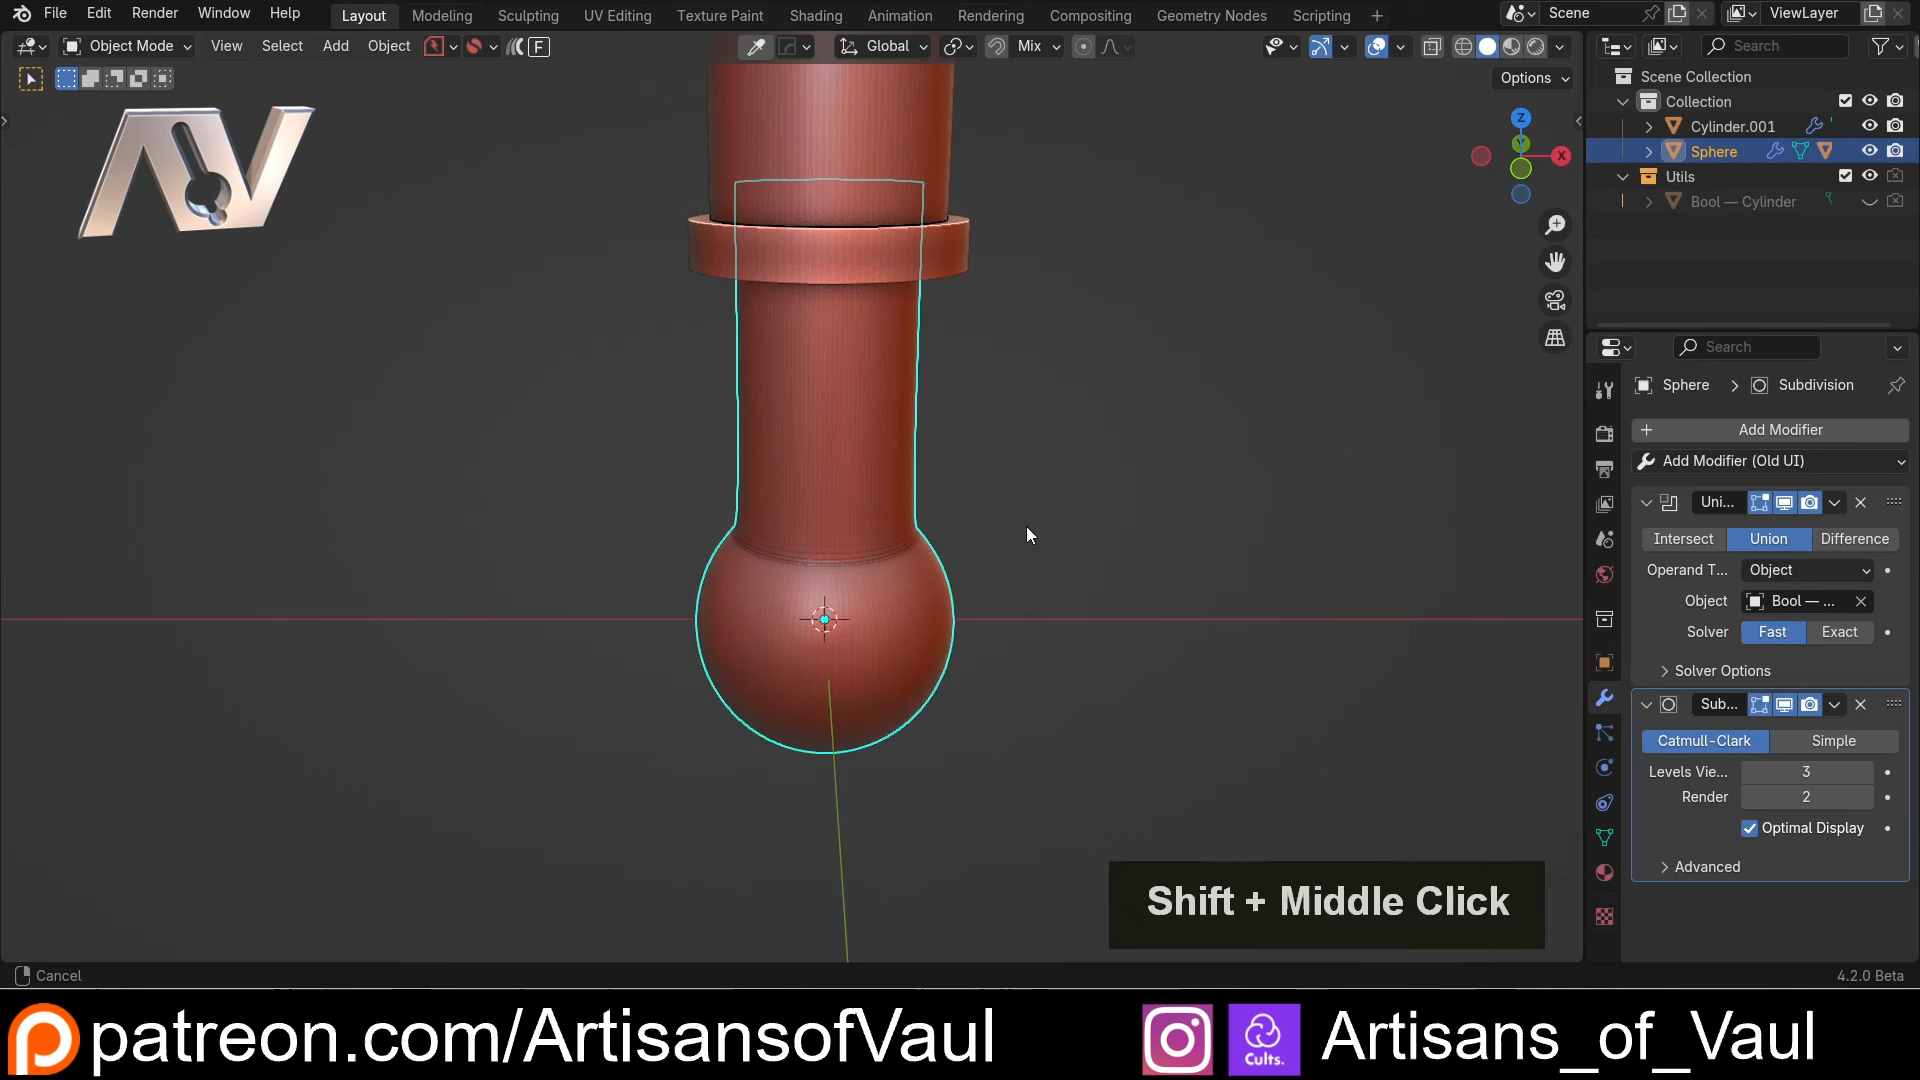 File Edit Render Window Help Layout Modeling Sculpting UV Editing Texture Paint Shading Animation Rendering Compositing Geometry Nodes Scripting + Scene ViewLayer
Object Mode View Select Add Object F Global Mix Search
Options
Scene Collection
Collection
Cylinder.001
Sphere
Utils
Bool — Cylinder
Z
Y
X
AV
Search
Sphere > Subdivision
+ Add Modifier
Add Modifier (Old UI)
Uni...
Intersect Union Difference
Operand T... Object
Object Bool — ...
Solver Fast Exact
Solver Options
Sub...
Catmull-Clark Simple
Levels Vie... 3
Render 2
Optimal Display
Advanced
Shift + Middle Click
Cancel
4.2.0 Beta
patreon.com/ArtisansofVaul
Cults.
Artisans_of_Vaul